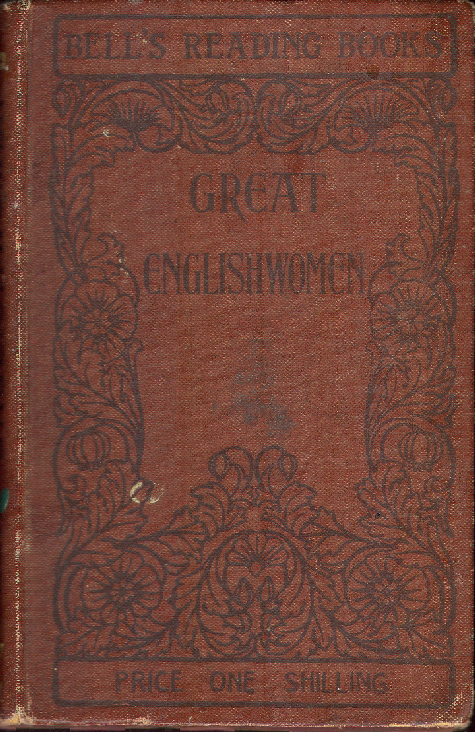 BELL'S READING BOOKS
GREAT
ENGLISHWOMEN
PRICE ONE SHILLING